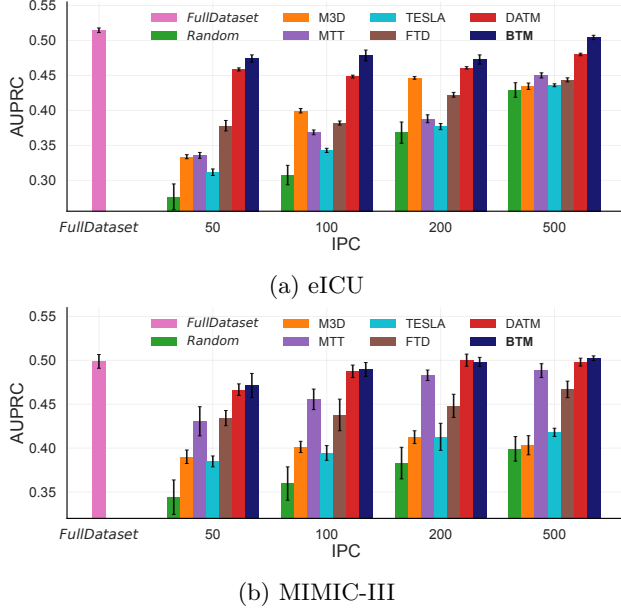 0.55
0.50
0.45
0.40
0.35
0.30
AUPRC
FullDataset M3D TESLA DATM
Random MTT FTD BTM
FullDataset 50 100 200 500
IPC
(a) eICU
0.55
0.50
0.45
0.40
0.35
AUPRC
FullDataset M3D TESLA DATM
Random MTT FTD BTM
FullDataset 50 100 200 500
IPC
(b) MIMIC-III